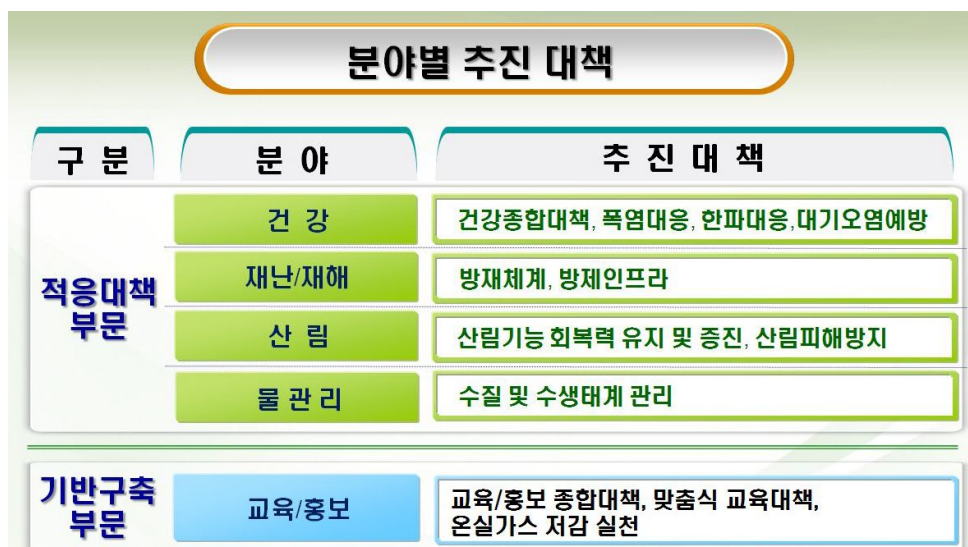 분야별 추진 대책
구 분 분 야 추 진 대 책
적응대책
부문
건 강 건강종합대책, 폭염대응, 한파대응,대기오염예방
재난/재해 방재체계, 방제인프라
산 림 산림기능 회복력 유지 및 증진, 산림피해방지
물 관 리 수질 및 수생태계 관리
기반구축
부문
교육/홍보 교육/홍보 종합대책, 맞춤식 교육대책,
온실가스 저감 실천